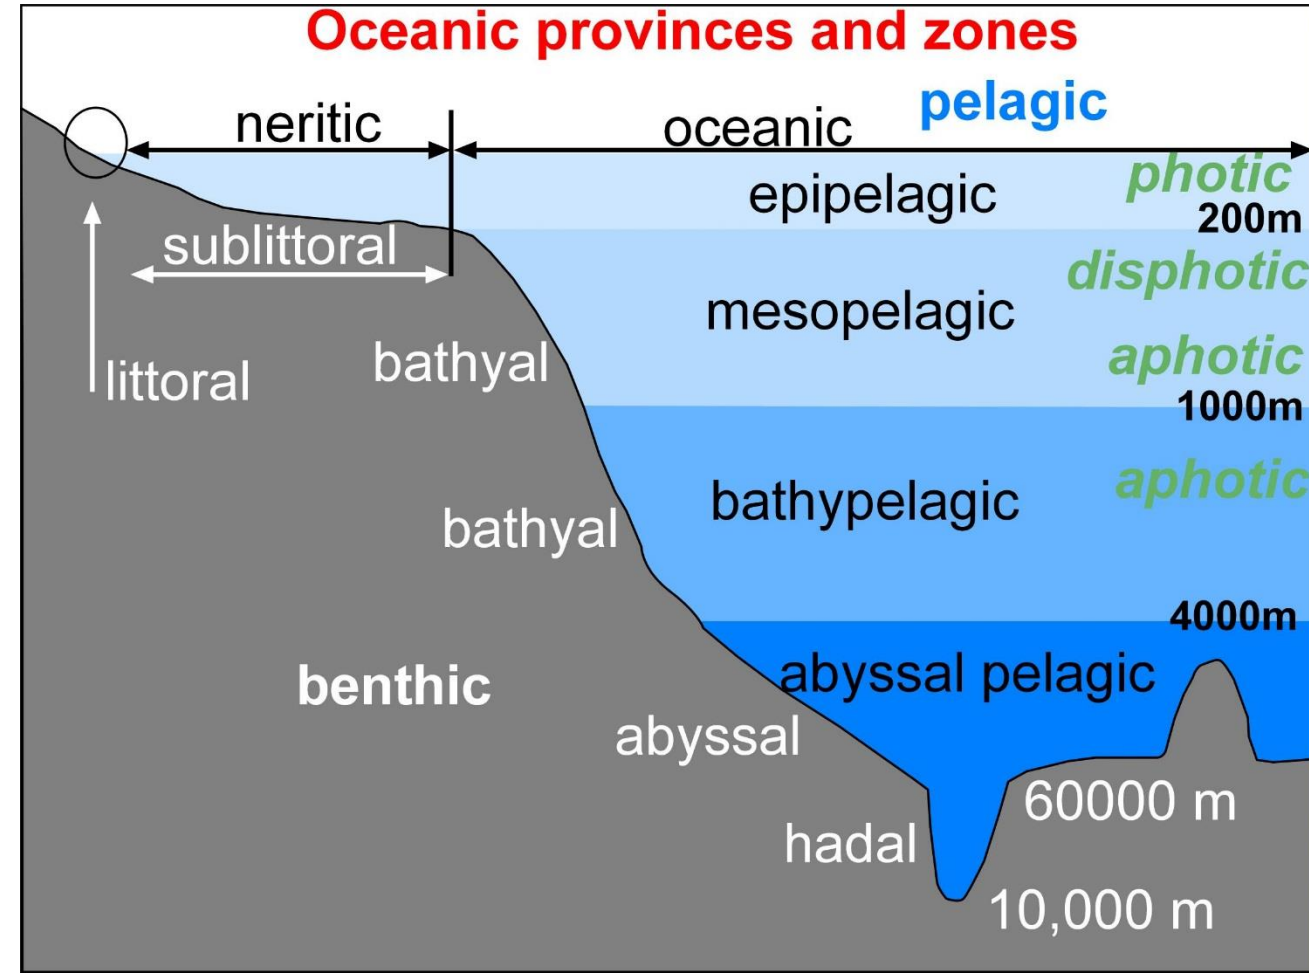 Oceanic provinces and zones
pelagic
neritic
oceanic
epipelagic
photic
200m
sublittoral
disphotic
mesopelagic
littoral
bathyal
aphotic
1000m
bathypelagic
aphotic
bathyal
4000m
benthic
abyssal pelagic
abyssal
60000 m
hadal
10,000 m